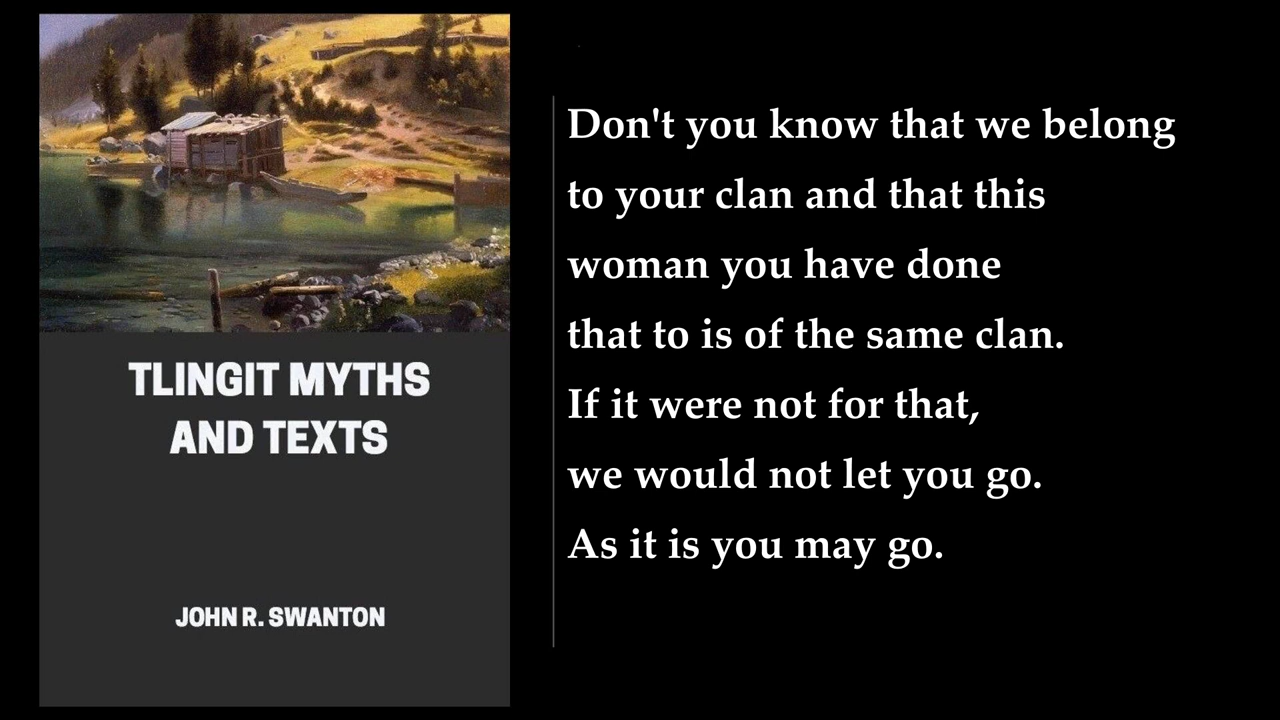 TLINGIT MYTHS
AND TEXTS
JOHN R. SWANTON
Don't you know that we belong
to your clan and that this
woman you have done
that to is of the same clan.
If it were not for that,
we would not let you go.
As it is you may go.